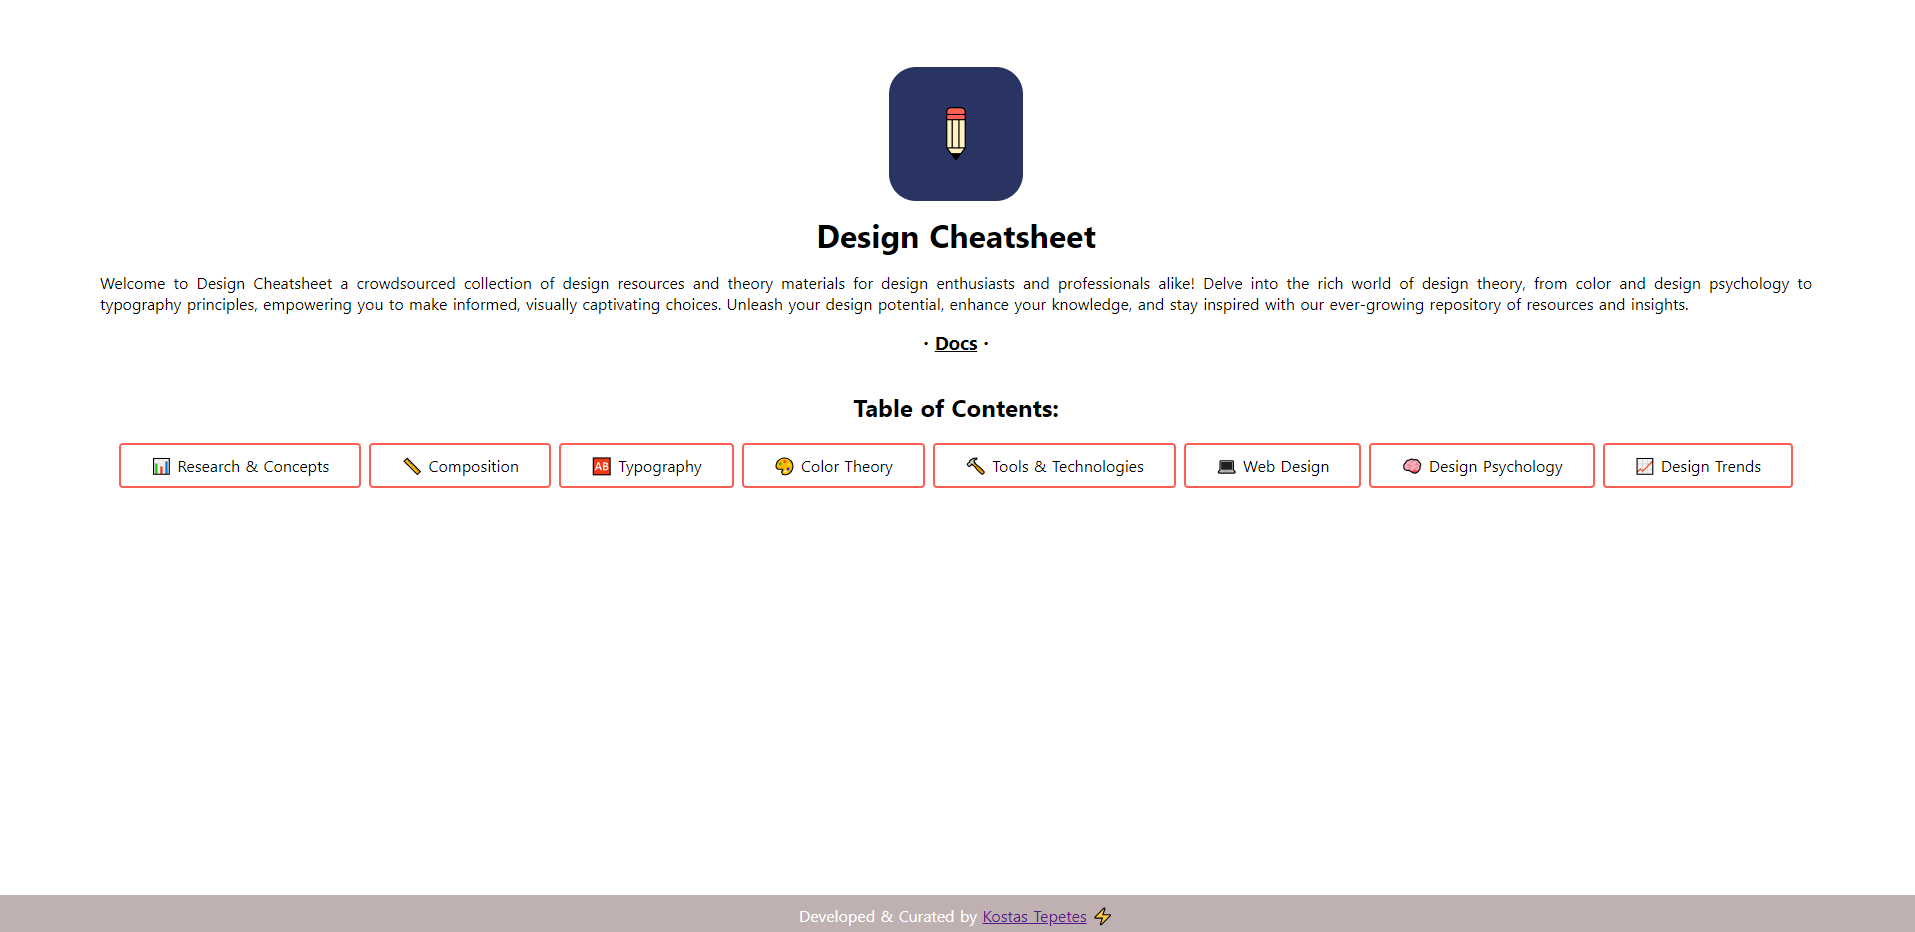 Design Cheatsheet
Welcome to Design Cheatsheet a crowdsourced collection of design resources and theory materials for design enthusiasts and professionals alike! Delve into the rich world of design theory, from color and design psychology to
typography principles, empowering you to make informed, visually captivating choices. Unleash your design potential, enhance your knowledge, and stay inspired with our ever-growing repository of resources and insights.
· Docs ·
Table of Contents:
📊 Research & Concepts
📏 Composition
🆎 Typography
🎨 Color Theory
🔨 Tools & Technologies
💻 Web Design
🧠 Design Psychology
📈 Design Trends
Developed & Curated by Kostas Tepetes ⚡